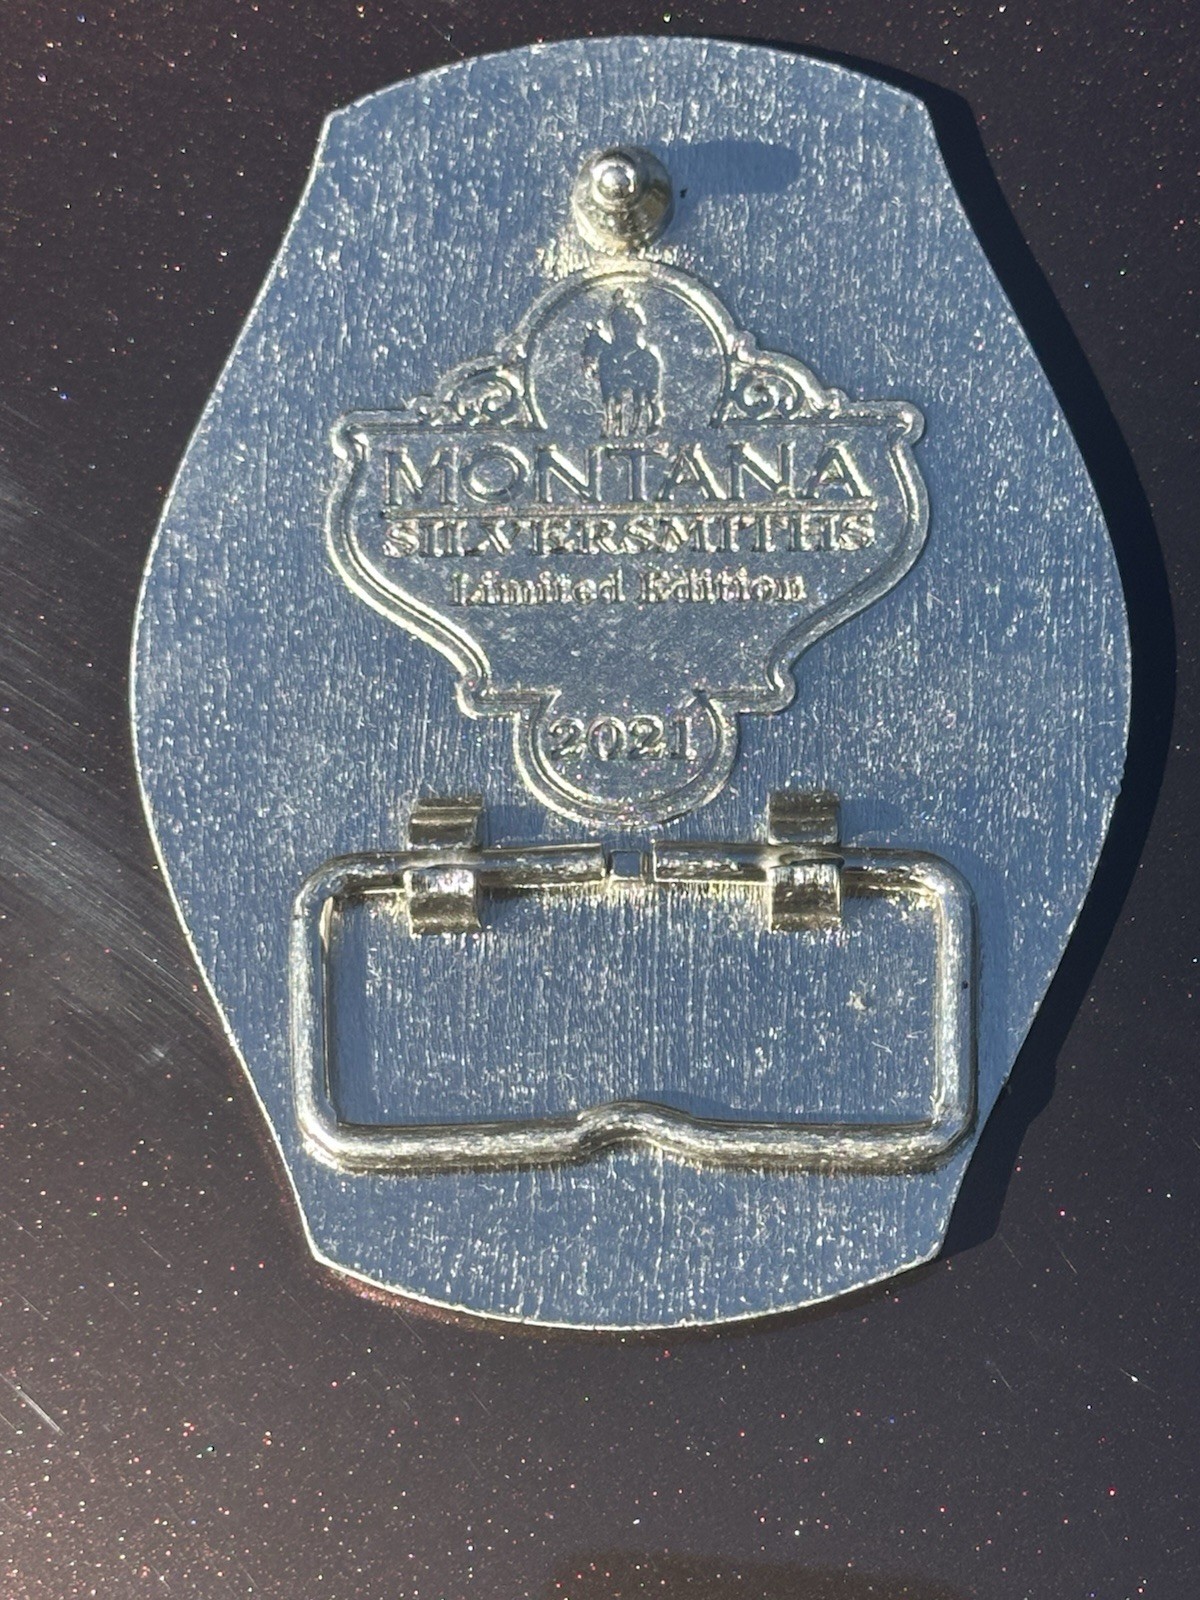 MONTANA
SILVERSMITHS
Limited Edition
2021